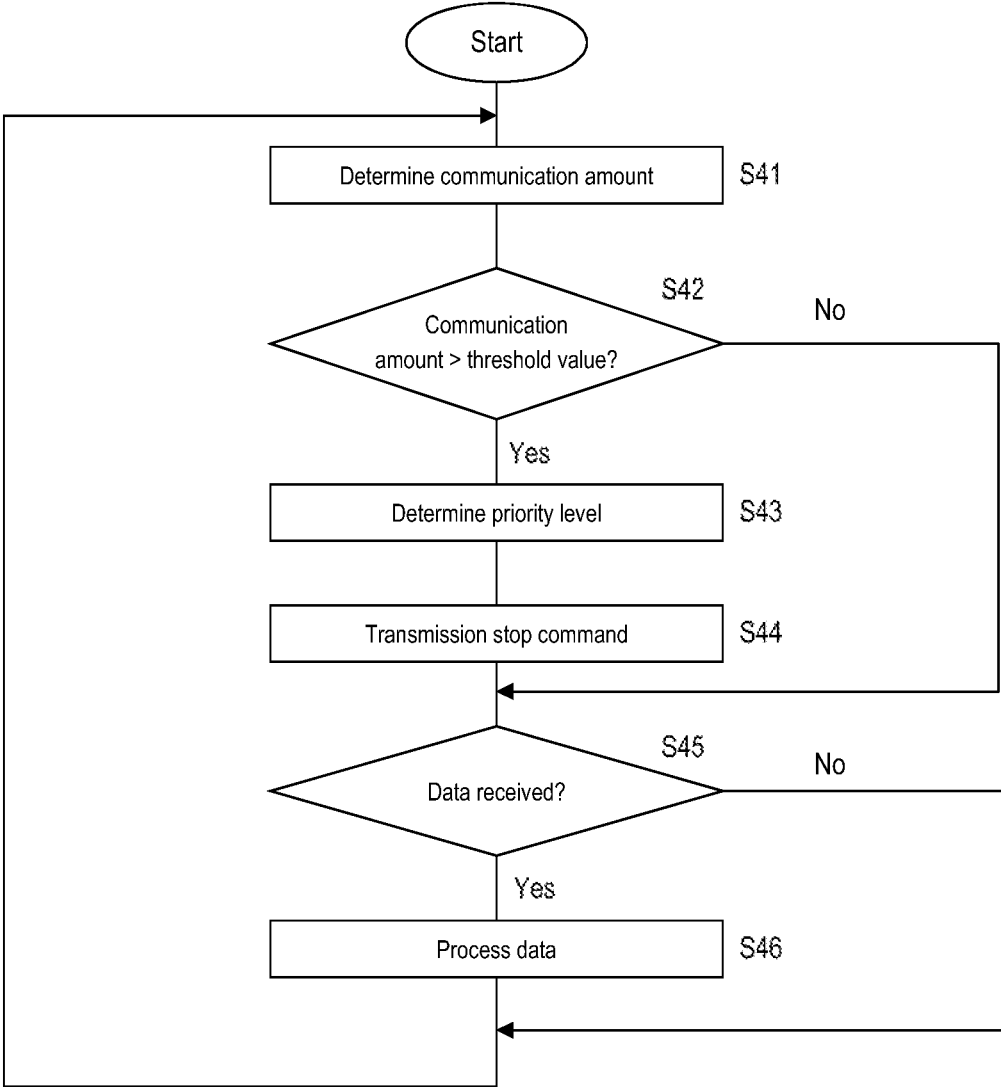 Start
Determine communication amount
S41
S42
No
Communication
amount > threshold value?
Yes
Determine priority level
S43
Transmission stop command
S44
S45
No
Data received?
Yes
Process data
S46